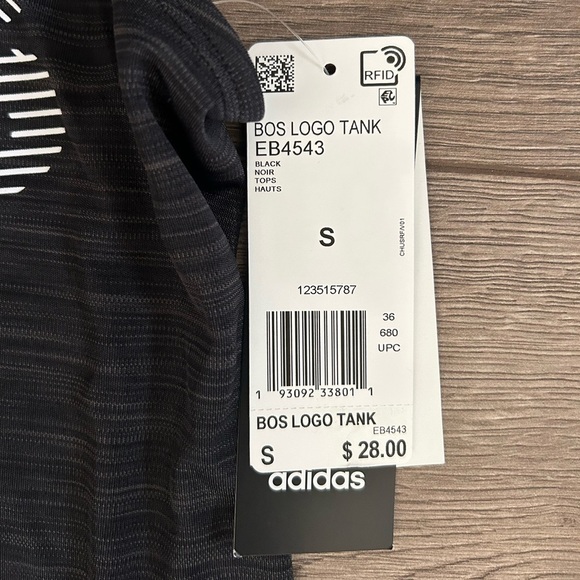 RFID
BOS LOGO TANK
EB4543
BLACK
NOIR
TOPS
HAUTS
S
CHUSRFA/01
123515787
36
680
UPC
1 93092 33801 1
BOS LOGO TANK
EB4543
S $ 28.00
adidas